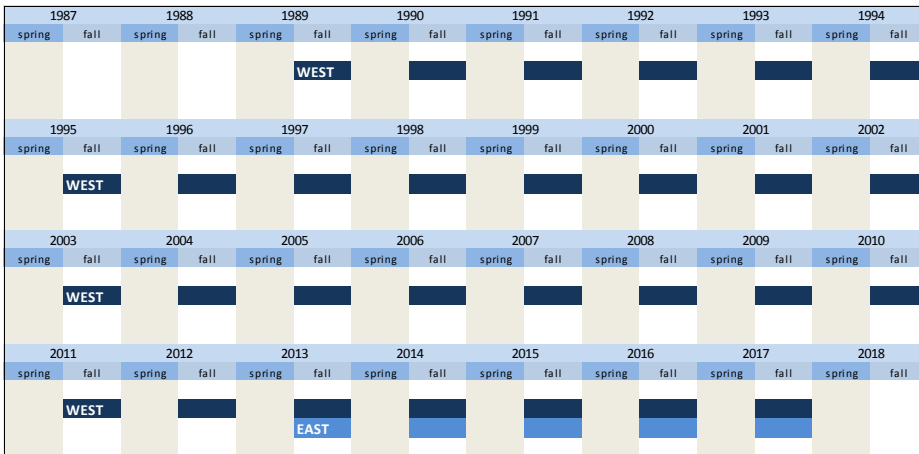 1987 1988 1989 1990 1991 1992 1993 1994
spring fall spring fall spring fall spring fall spring fall spring fall spring fall spring fall
WEST
1995 1996 1997 1998 1999 2000 2001 2002
spring fall spring fall spring fall spring fall spring fall spring fall spring fall spring fall
WEST
2003 2004 2005 2006 2007 2008 2009 2010
spring fall spring fall spring fall spring fall spring fall spring fall spring fall spring fall
WEST
2011 2012 2013 2014 2015 2016 2017 2018
spring fall spring fall spring fall spring fall spring fall spring fall spring fall spring fall
WEST
EAST